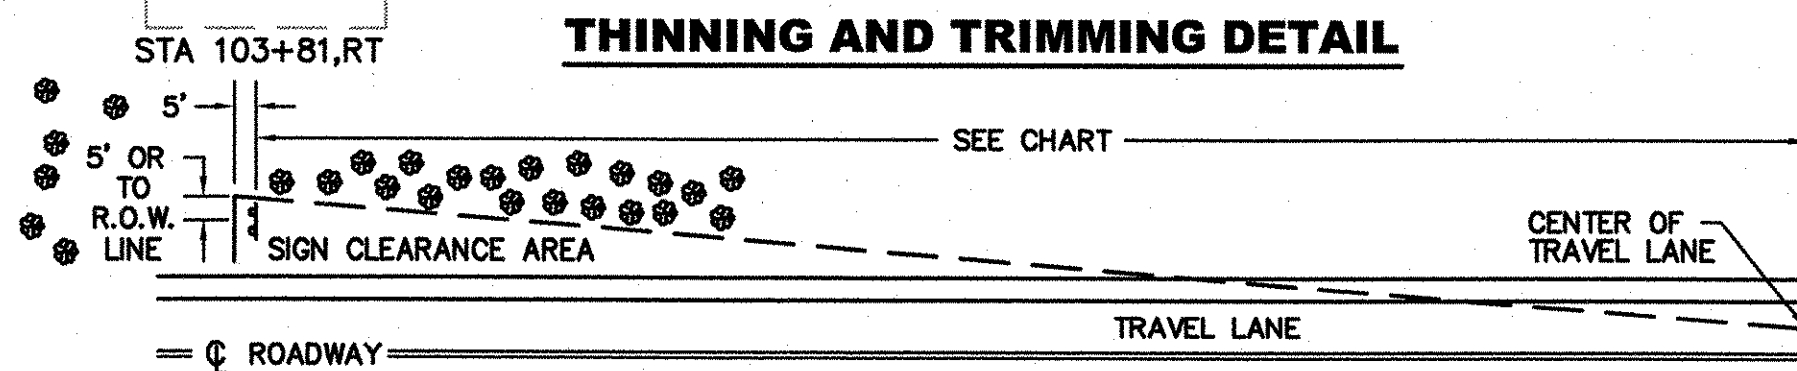 THINNING AND TRIMMING DETAIL
STA 103+81,RT
5'
SEE CHART
5' OR
TO
R.O.W.
LINE
SIGN CLEARANCE AREA
CENTER OF
TRAVEL LANE
TRAVEL LANE
℄ ROADWAY